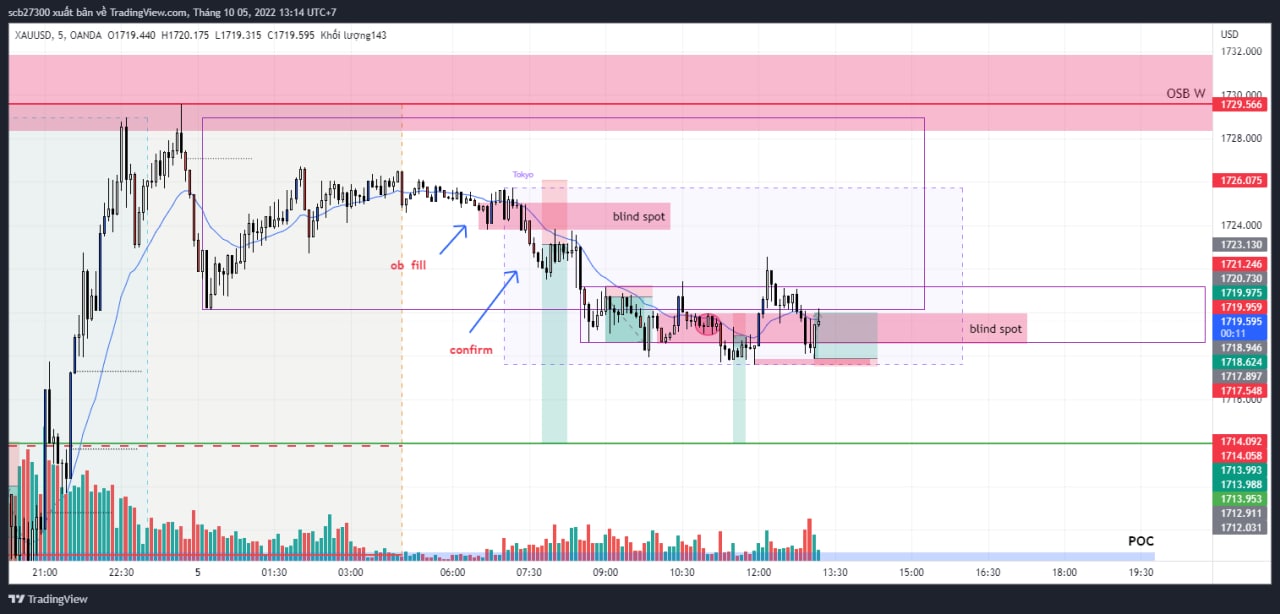 scb27300 xuất bản về TradingView.com, Tháng 10 05, 2022 13:14 UTC+7
XAUUSD, 5, OANDA O1719.440 H1720.175 L1719.315 C1719.595 Khối lượng143
USD
1732.000
OSB W
1730.000
1729.566
1728.000
Tokyo
1726.075
blind spot
1724.000
1723.130
ob fill
1721.246
1720.730
1719.975
1719.959
1719.595
00:11
blind spot
confirm
1718.946
1718.624
1717.897
1717.548
1716.000
1714.092
1714.058
1713.993
1713.988
1713.953
1712.911
1712.031
POC
21:00 22:30 5 01:30 03:00 06:00 07:30 09:00 10:30 12:00 13:30 15:00 16:30 18:00 19:30
TradingView